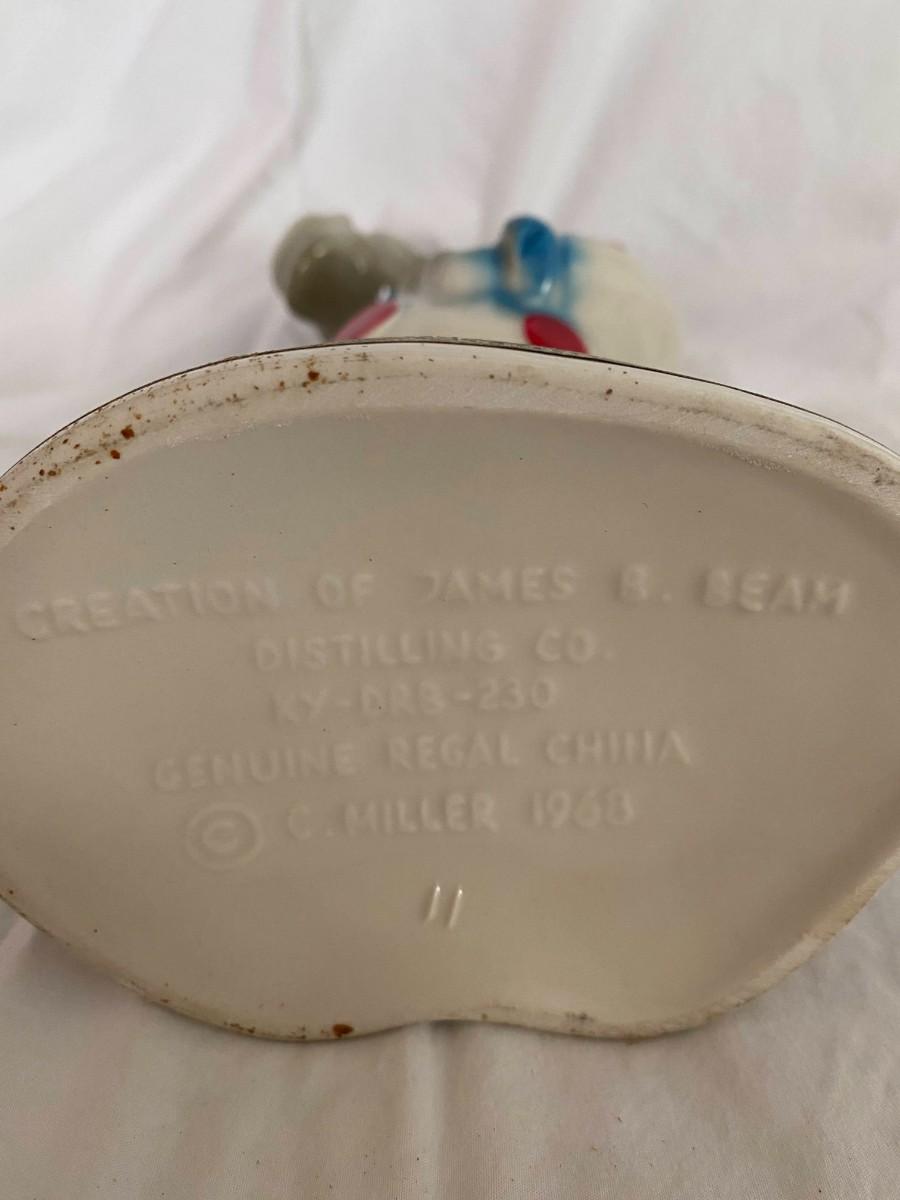 CREATION OF JAMES B. BEAM
DISTILLING CO.
KY-DRB-230
GENUINE REGAL CHINA
© C. MILLER 1968
11